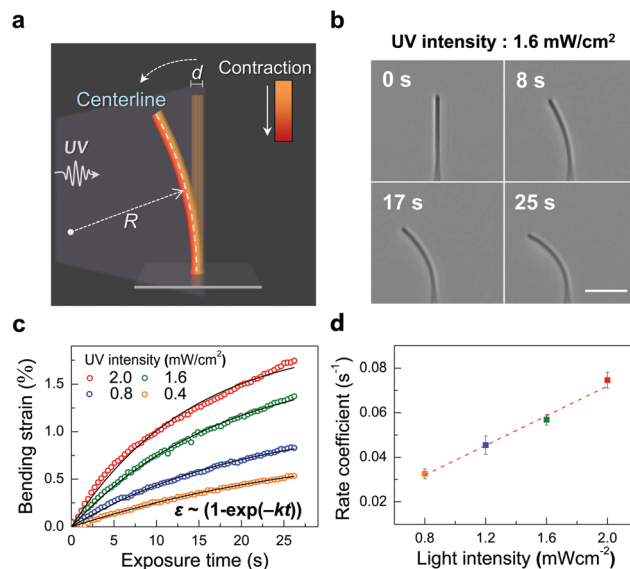 a
d
Contraction
Centerline
UV
R
b
UV intensity : 1.6 mW/cm²
0 s
8 s
17 s
25 s
c
UV intensity (mW/cm²)
2.0 1.6
0.8 0.4
1.5
1.0
0.5
0.0
Bending strain (%)
ε ~ (1-exp(–kt))
0 5 10 15 20 25
Exposure time (s)
d
0.08
0.06
0.04
0.02
Rate coefficient (s⁻¹)
0.8 1.2 1.6 2.0
Light intensity (mWcm⁻²)